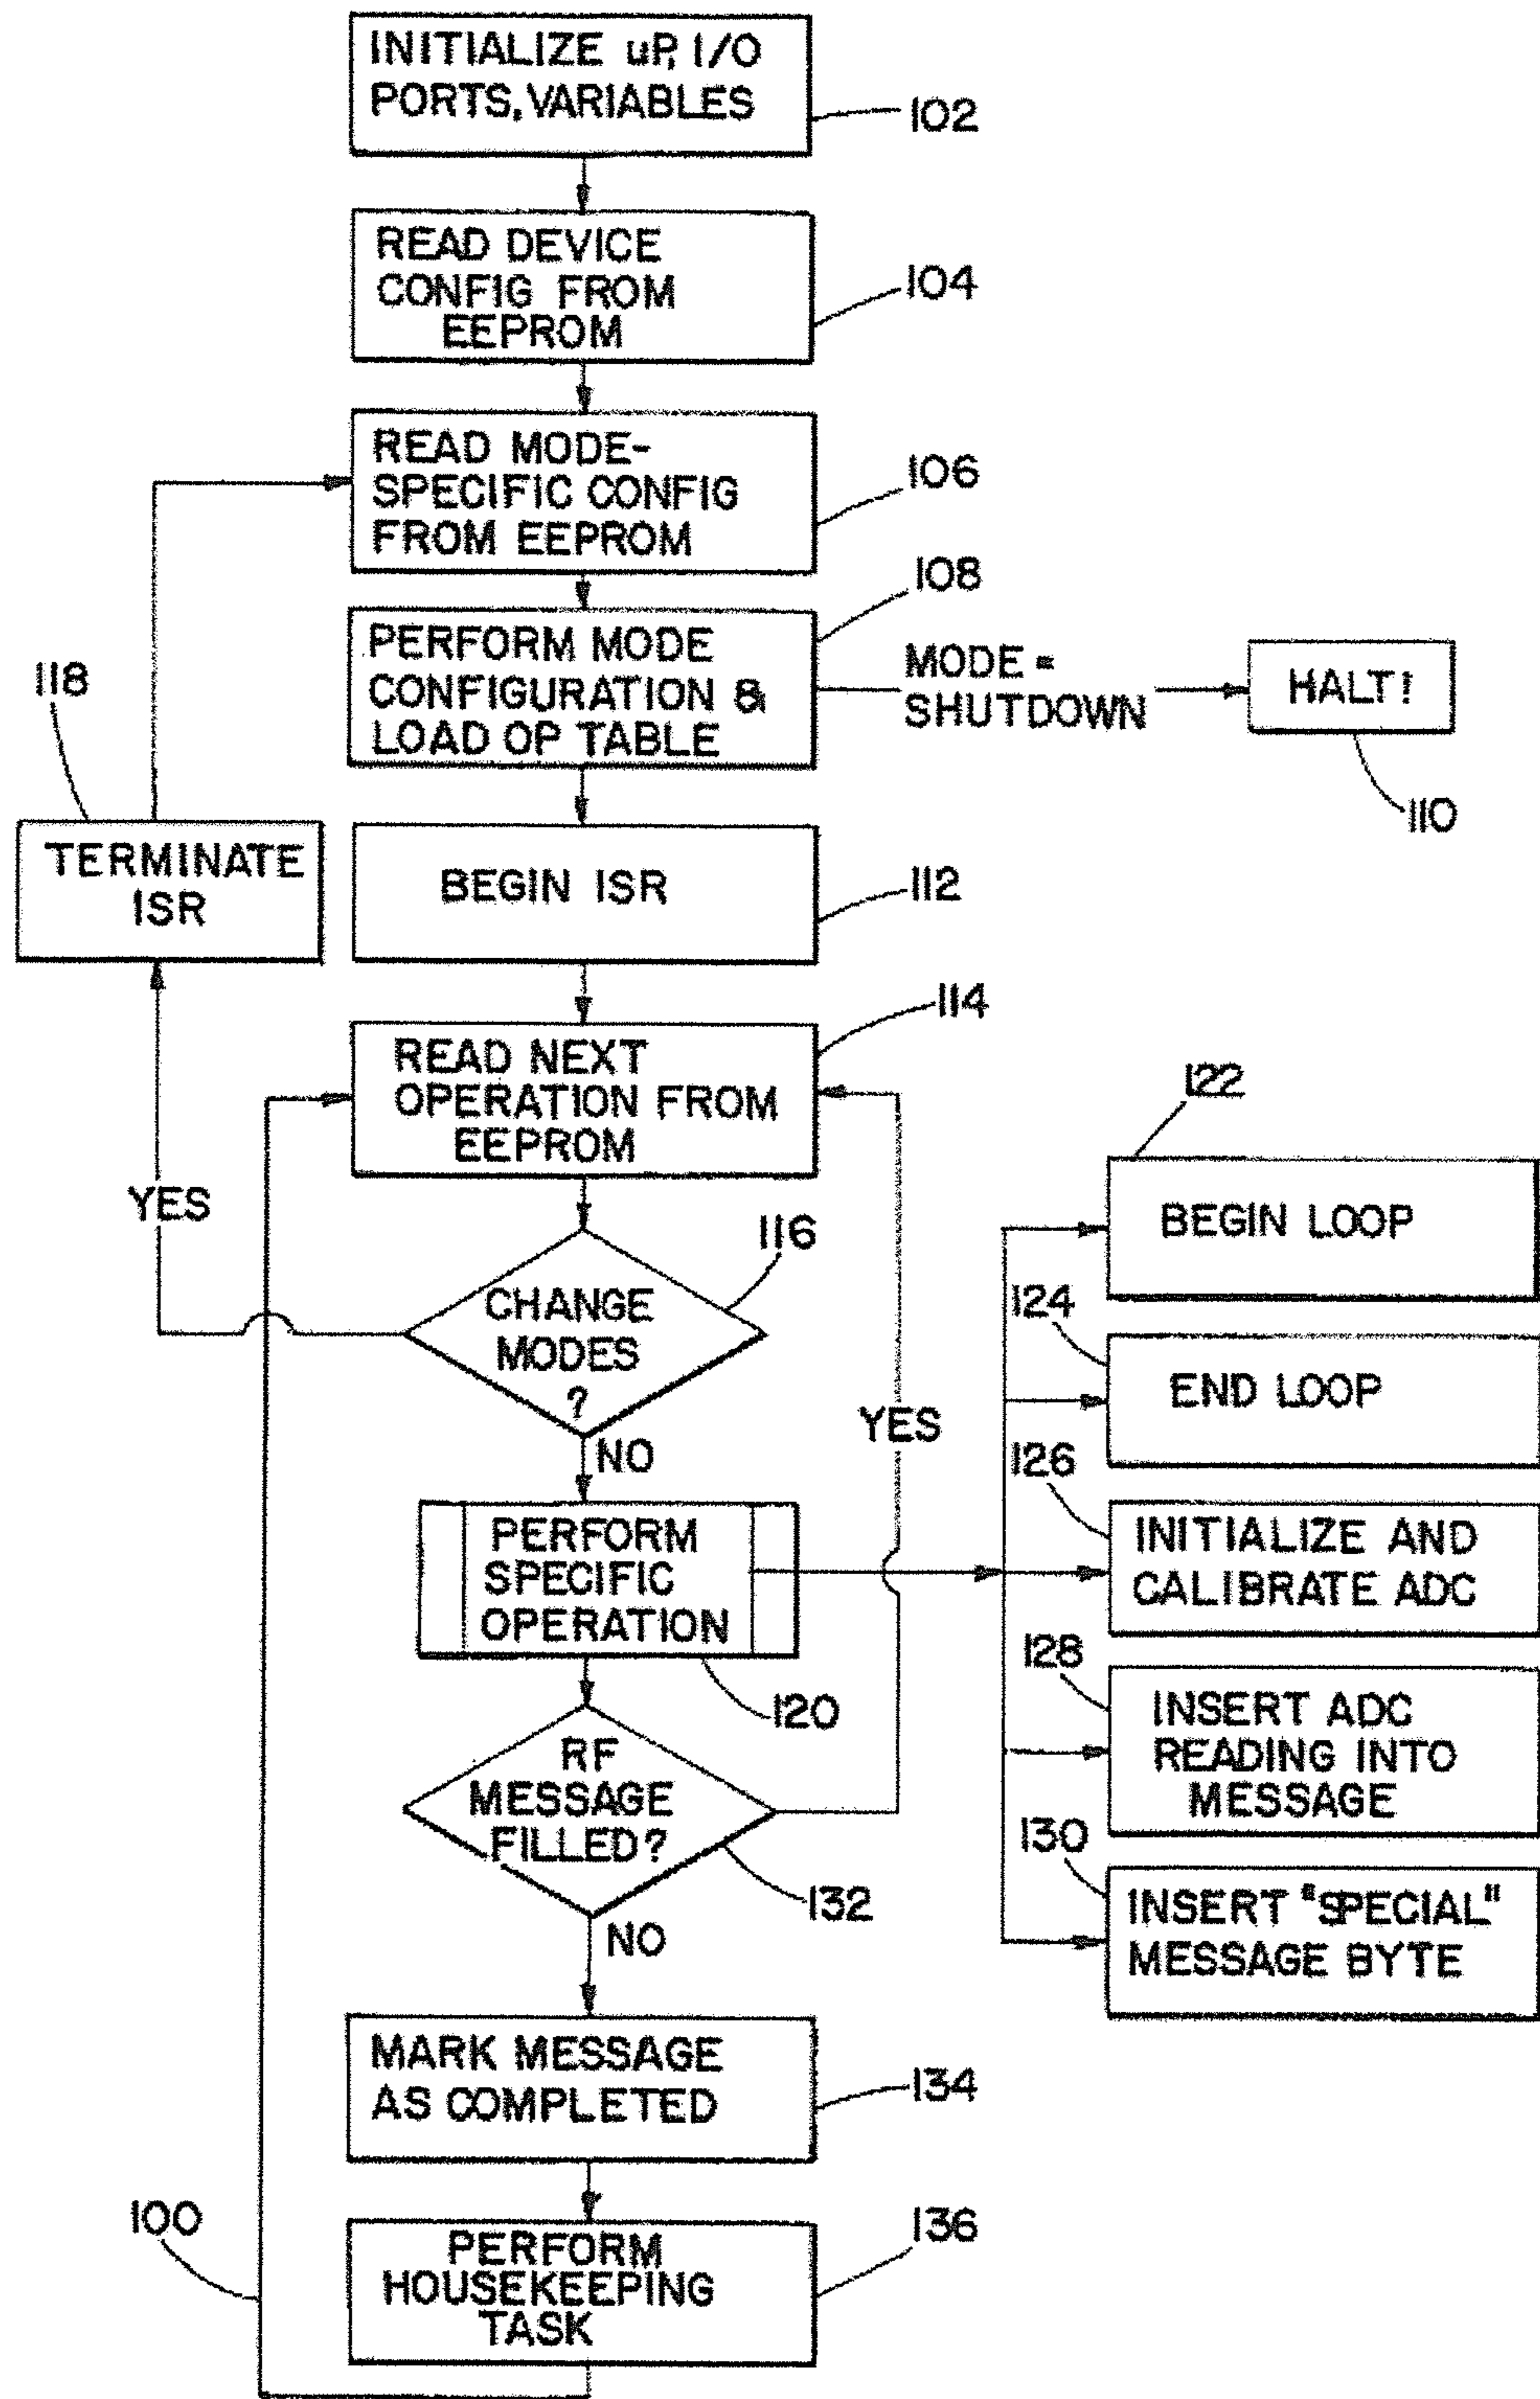 INITIALIZE uP, I/O
PORTS, VARIABLES
102
READ DEVICE
CONFIG FROM
EEPROM
104
READ MODE-
SPECIFIC CONFIG
FROM EEPROM
106
108
PERFORM MODE
CONFIGURATION &
LOAD OP TABLE
MODE =
SHUTDOWN
HALT!
110
118
TERMINATE
ISR
BEGIN ISR
112
114
READ NEXT
OPERATION FROM
EEPROM
YES
116
CHANGE
MODES
?
NO
YES
122
BEGIN LOOP
124
END LOOP
126
INITIALIZE AND
CALIBRATE ADC
128
INSERT ADC
READING INTO
MESSAGE
130
INSERT "SPECIAL"
MESSAGE BYTE
PERFORM
SPECIFIC
OPERATION
120
RF
MESSAGE
FILLED?
132
NO
MARK MESSAGE
AS COMPLETED
134
100
PERFORM
HOUSEKEEPING
TASK
136